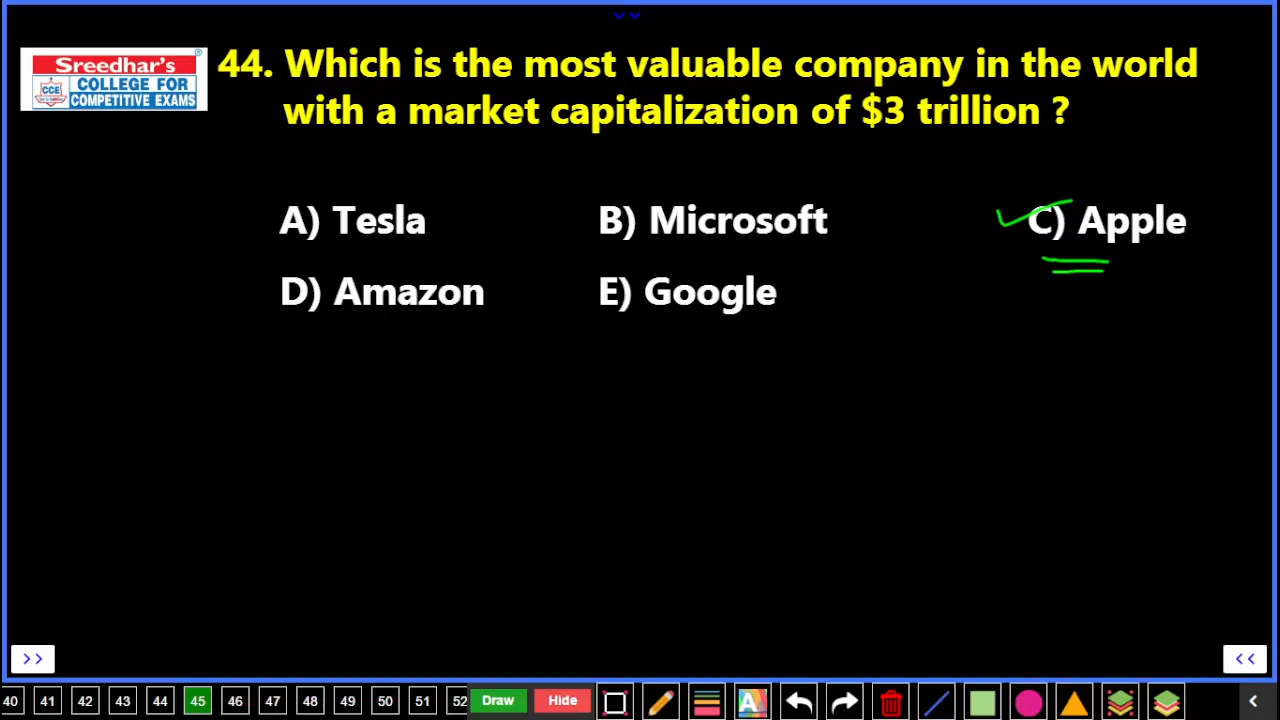 Sreedhar's
CCE
COLLEGE FOR
COMPETITIVE EXAMS
44. Which is the most valuable company in the world
with a market capitalization of $3 trillion ?
A) Tesla B) Microsoft C) Apple
D) Amazon E) Google
>> <<
40 41 42 43 44 45 46 47 48 49 50 51 52 Draw Hide A